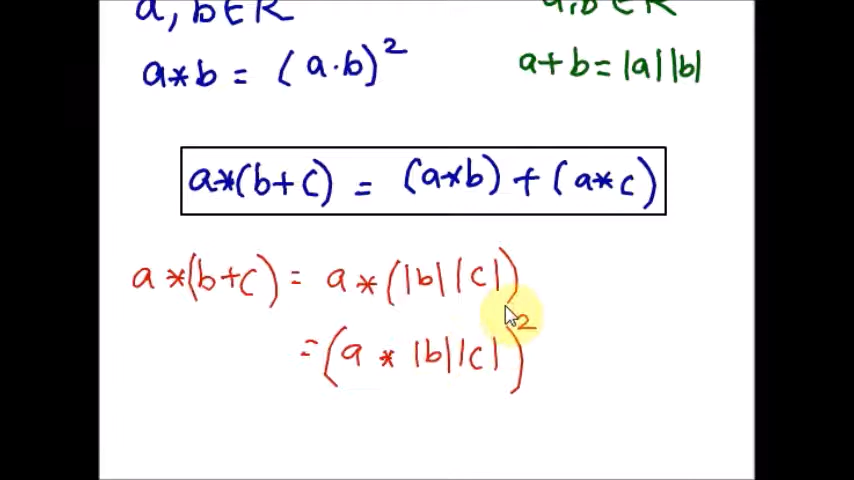 a, b ∈ R a, b ∈ R
a * b = (a · b)² a + b = |a||b|
a*(b+c) = (a*b) + (a*c)
a*(b+c) = a*(|b||c|)
= (a * |b||c|)²